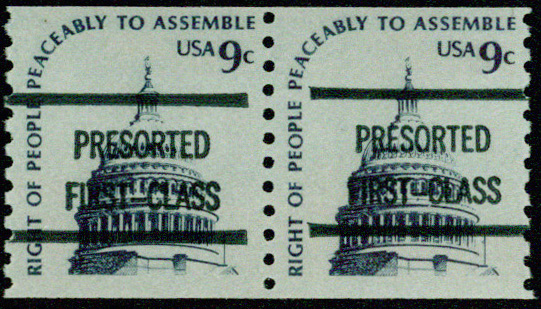 RIGHT OF PEOPLE PEACEABLY TO ASSEMBLE
USA 9c
PRESORTED
FIRST-CLASS
RIGHT OF PEOPLE PEACEABLY TO ASSEMBLE
USA 9c
PRESORTED
FIRST-CLASS